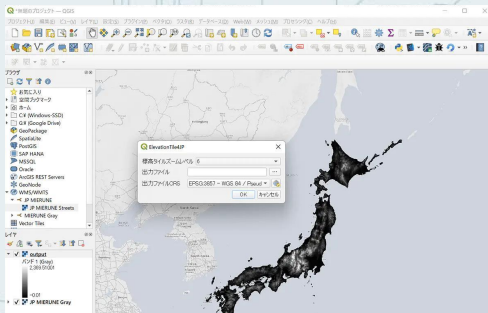 *無題のプロジェクト — QGIS
プロジェクト(J) 編集(E) ビュー(V) レイヤ(L) 設定(S) プラグイン(P) ベクタ(O) ラスタ(R) データベース(D) Web(W) メッシュ(M) プロセシング(C) ヘルプ(H)
ブラウザ
お気に入り
空間ブックマーク
ホーム
C:¥ (Windows-SSD)
G:¥ (Google Drive)
GeoPackage
SpatiaLite
PostGIS
SAP HANA
MSSQL
Oracle
ArcGIS REST Servers
GeoNode
WMS/WMTS
JP MIERUNE
JP MIERUNE Streets
MIERUNE Gray
Vector Tiles
レイヤ
output
バンド 1 (Gray)
-0.01
JP MIERUNE Gray
ElevationTile4JP
標高タイルズームレベル 6
出力ファイル
...
出力ファイルCRS EPSG:3857 - WGS 84 / Pseud
OK キャンセル